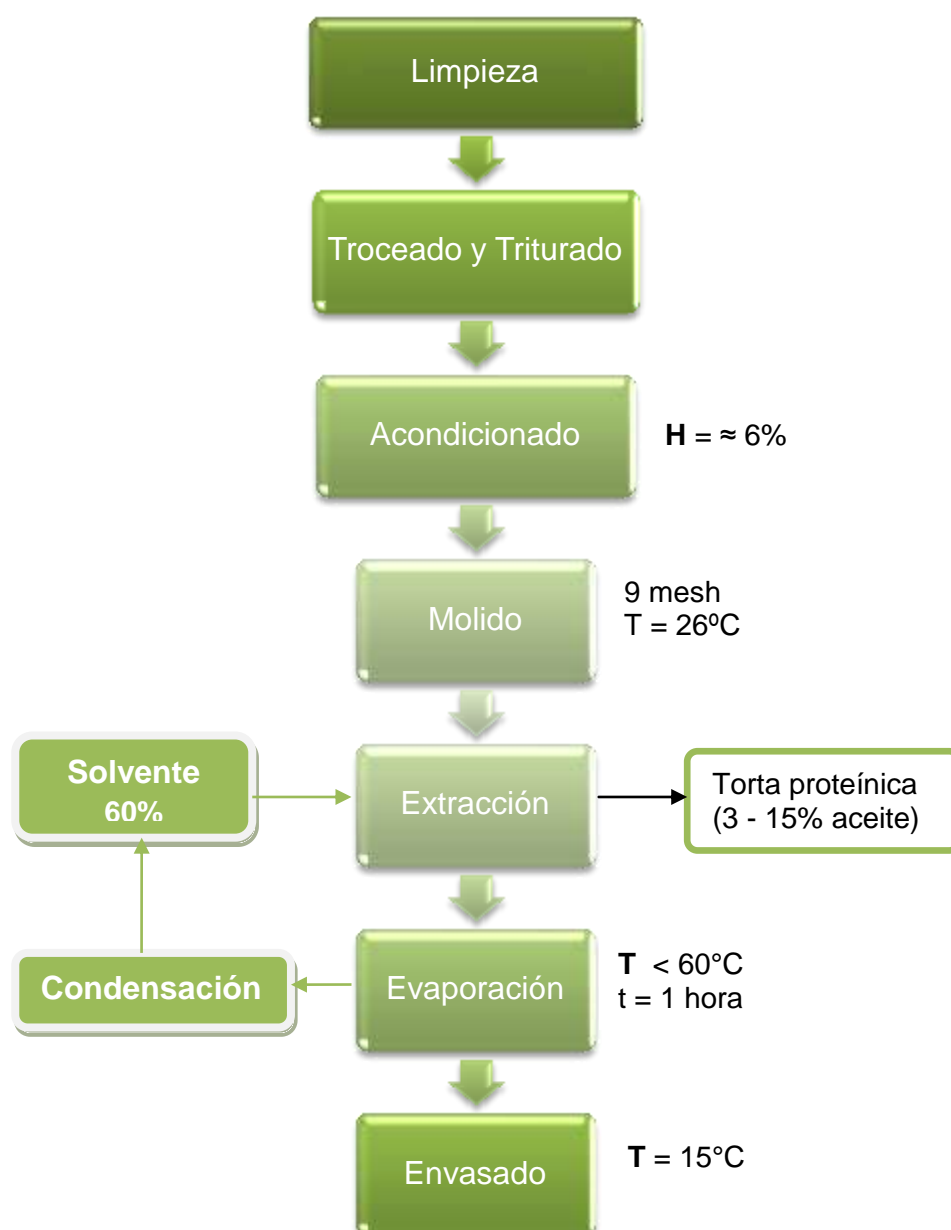 Limpieza
Troceado y Triturado
Acondicionado
H = ≈ 6%
Molido
9 mesh
T = 26ºC
Solvente
60%
Extracción
Torta proteínica
(3 - 15% aceite)
Condensación
Evaporación
T < 60°C
t = 1 hora
Envasado
T = 15°C